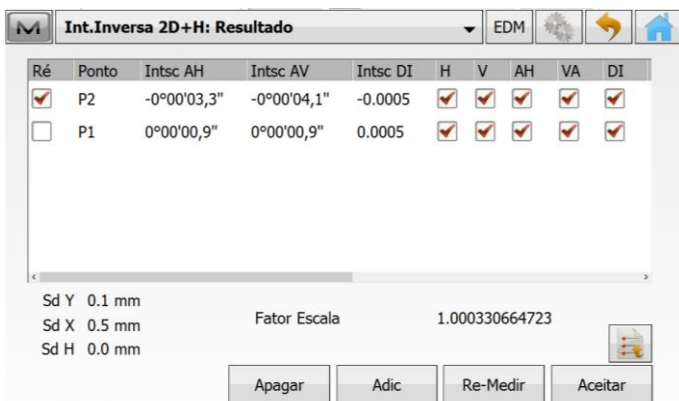 M Int.Inversa 2D+H: Resultado EDM
Ré Ponto Intsc AH Intsc AV Intsc DI H V AH VA DI
P2 -0°00'03,3" -0°00'04,1" -0.0005
P1 0°00'00,9" 0°00'00,9" 0.0005
Sd Y 0.1 mm
Sd X 0.5 mm Fator Escala 1.000330664723
Sd H 0.0 mm
Apagar Adic Re-Medir Aceitar